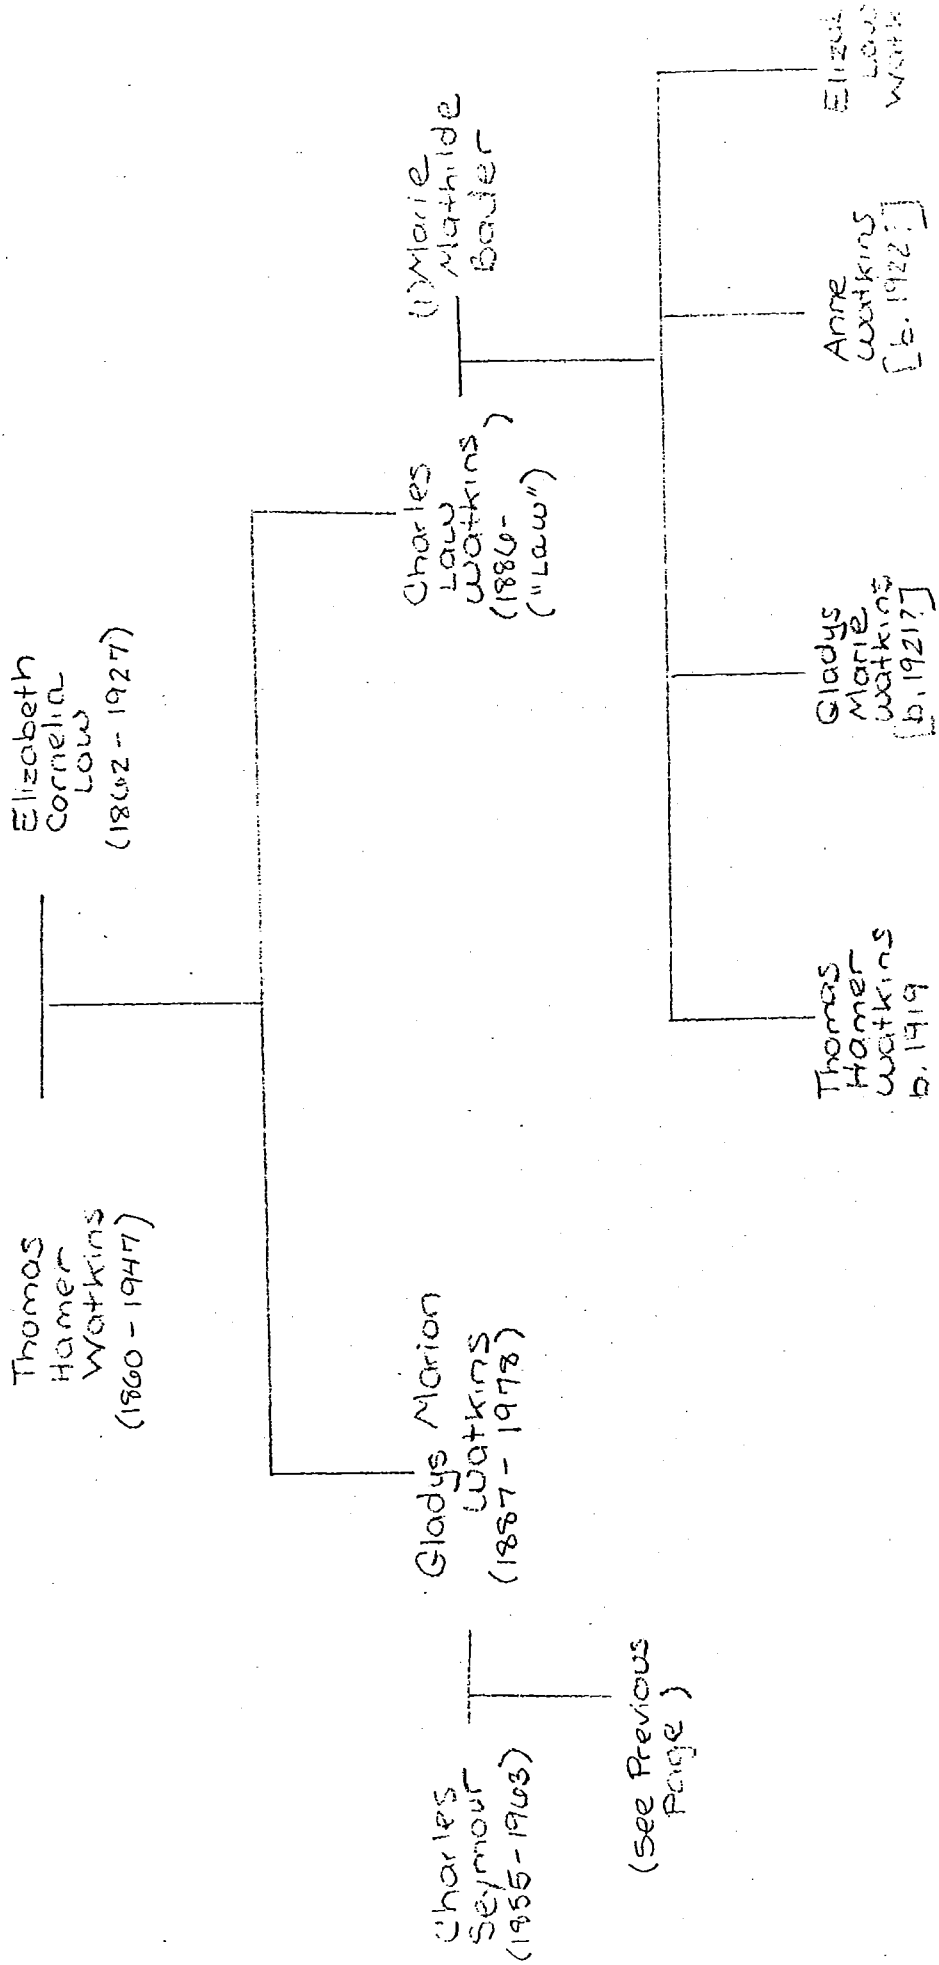 Thomas
Hamer
Watkins
(1860-1947)
Elizabeth
Cornelia
Law
(1862-1927)
Charles
Seymour
(1855-1963)
(see Previous
Page)
Gladys Marion
Watkins
(1887-1978)
Charles
Law
Watkins
(1886- )
("Law")
(1) Marie
Mathilde
Bader
Thomas
Hamer
Watkins
b. 1919
Gladys
Marie
Watkins
[b. 1921?]
Anne
Watkins
[b. 1922?]
Law